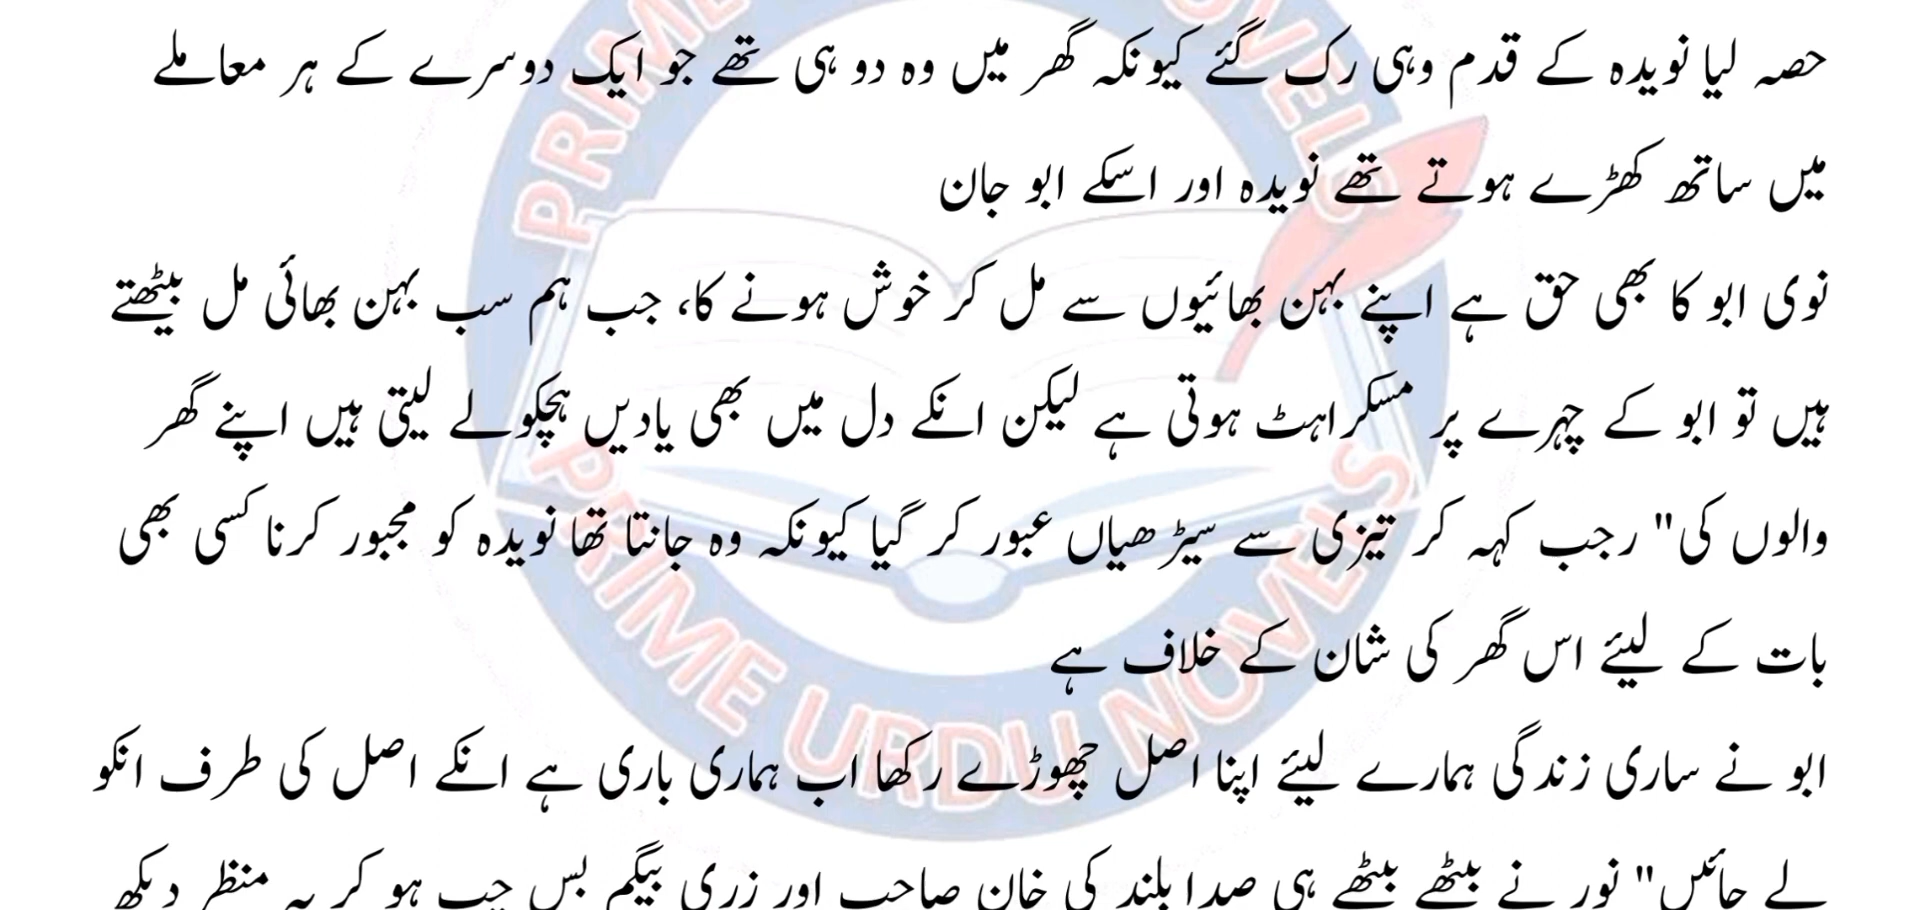 حصہ لیا نویدہ کے قدم وہی رک گئے کیونکہ گھر میں وہ دو ہی تھے جو ایک دوسرے کے ہر معاملے
میں ساتھ کھڑے ہوتے تھے نویدہ اور اسکے ابو جان
نوی ابو کا بھی حق ہے اپنے بہن بھائیوں سے مل کر خوش ہونے کا، جب ہم سب بہن بھائی مل بیٹھتے
ہیں تو ابو کے چہرے پر مسکراہٹ ہوتی ہے لیکن انکے دل میں بھی یادیں ہچکولے لیتی ہیں اپنے گھر
والوں کی" رجب کہہ کر تیزی سے سیڑھیاں عبور کر گیا کیونکہ وہ جانتا تھا نویدہ کو مجبور کرنا کسی بھی
بات کے لیئے اس گھر کی شان کے خلاف ہے
ابو نے ساری زندگی ہمارے لیئے اپنا اصل چھوڑے رکھا اب ہماری باری ہے انکے اصل کی طرف انکو
لے جائیں" نور نے بیٹھے بیٹھے ہی صدا بلند کی خان صاحب اور زری بیگم بس چپ ہو کر یہ منظر دیکھ
PRIME URDU NOVELS